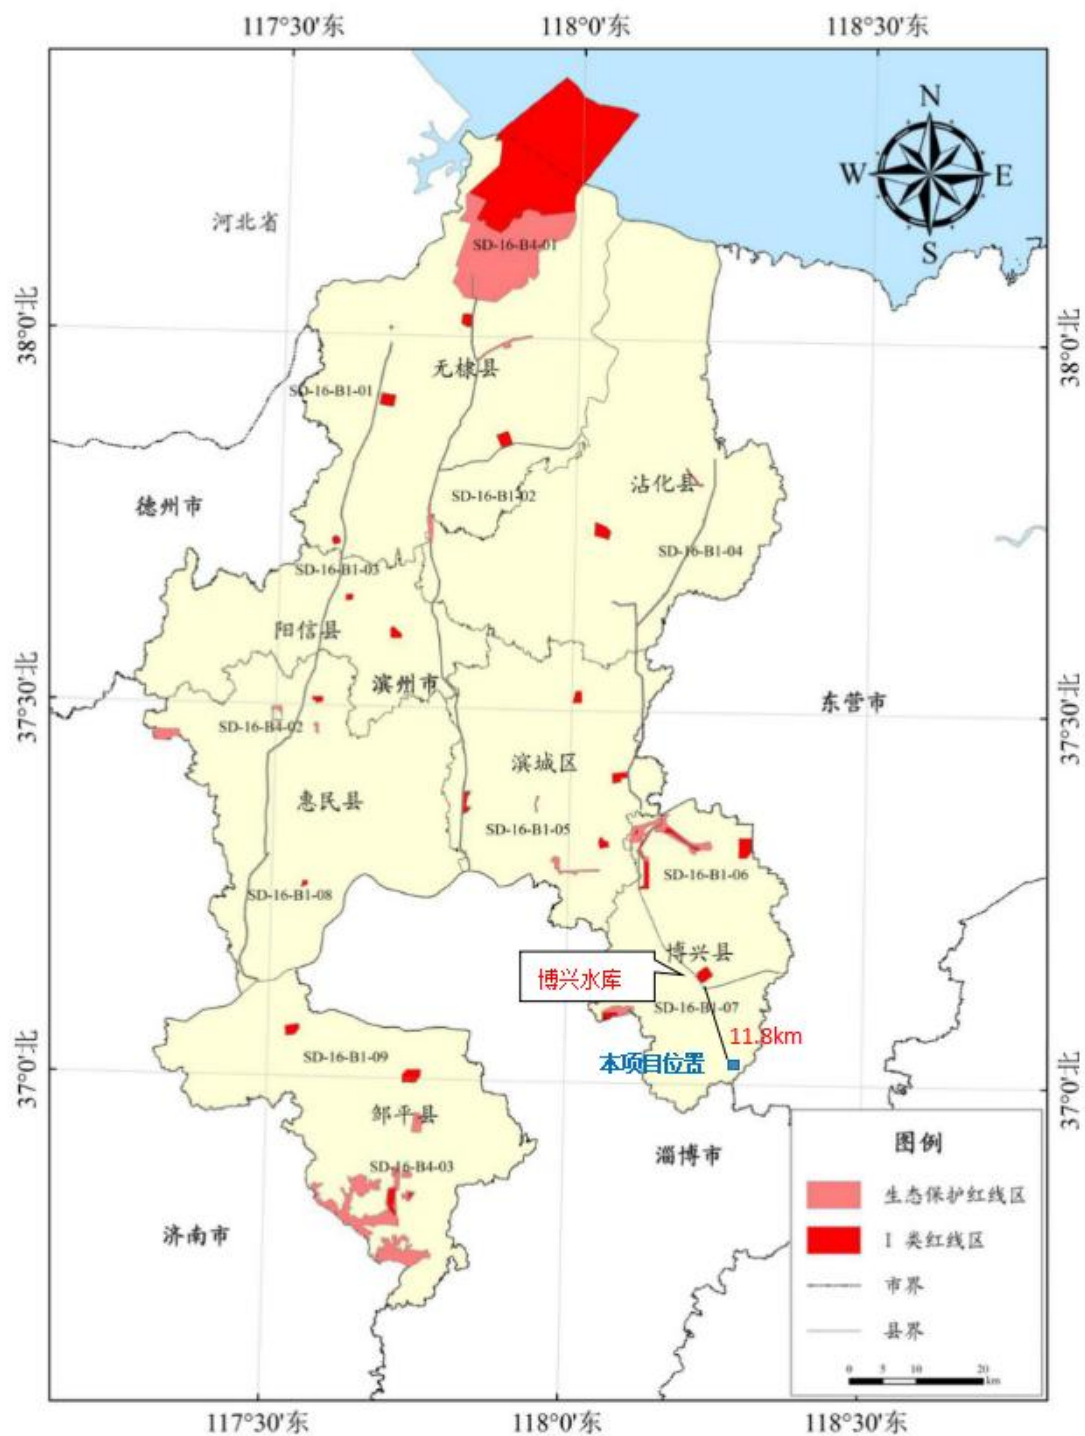 117°30'东
118°0'东
118°30'东
N
W
E
S
河北省
SD-16-B4-01
38°0'北
38°0'北
无棣县
SD-16-B1-01
德州市
SD-16-B1-02
沾化县
SD-16-B1-04
SD-16-B1-03
阳信县
滨州市
37°30'北
37°30'北
东营市
SD-16-B4-02
滨城区
惠民县
SD-16-B1-05
SD-16-B1-06
SD-16-B1-08
博兴县
博兴水库
SD-16-B1-07
11.8km
SD-16-B1-09
本项目位置
37°0'北
37°0'北
邹平县
淄博市
SD-16-B4-03
济南市
图例
生态保护红线区
I 类红线区
市界
县界
0 5 10 20
km
117°30'东
118°0'东
118°30'东